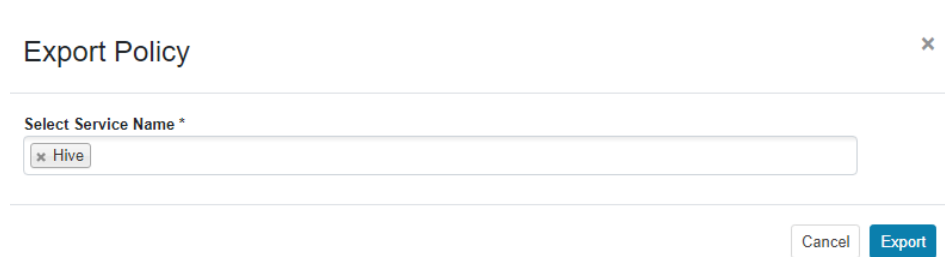 Export Policy ×
Select Service Name *
× Hive
Cancel Export